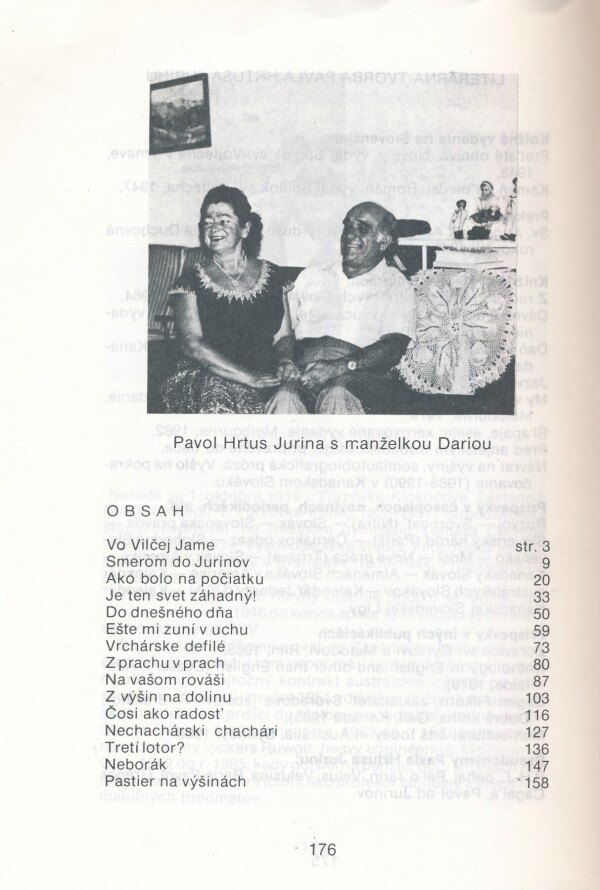 Pavol Hrtus Jurina s manželkou Dariou
OBSAH
Vo Vilčej Jame str. 3
Smerom do Jurinov 9
Ako bolo na počiatku 20
Je ten svet záhadný! 33
Do dnešného dňa 50
Ešte mi zuní v uchu 59
Vrchárske defilé 73
Z prachu v prach 80
Na vašom rováši 87
Z výšin na dolinu 103
Čosi ako radosť 116
Nechachárski chachári 127
Tretí lotor? 136
Neborák 147
Pastier na výšinách 158
176